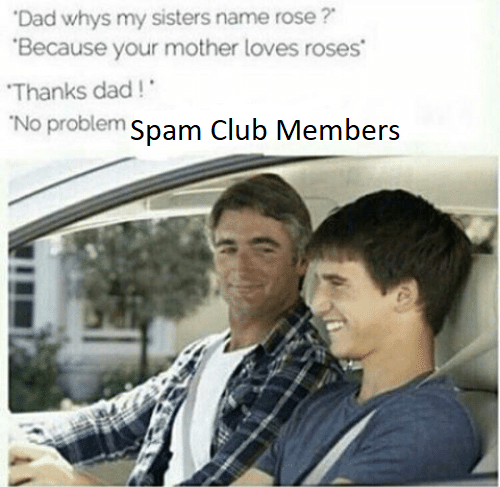 "Dad whys my sisters name rose ?"
"Because your mother loves roses"
"Thanks dad ! "
"No problem Spam Club Members